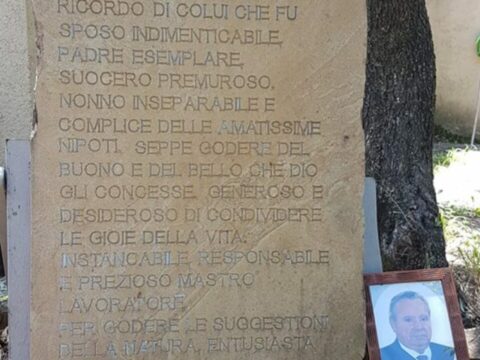 RICORDO DI COLUI CHE FU
SPOSO INDIMENTICABILE,
PADRE ESEMPLARE,
SUOCERO PREMUROSO,
NONNO INSEPARABILE E
COMPLICE DELLE AMATISSIME
NIPOTI. SEPPE GODERE DEL
BUONO E DEL BELLO CHE DIO
GLI CONCESSE. GENEROSO E
DESIDEROSO DI CONDIVIDERE
LE GIOIE DELLA VITA.
INSTANCABILE, RESPONSABILE
E PREZIOSO MASTRO
LAVORATORE
PER GODERE LE SUGGESTIONI
DELLA NATURA, ENTUSIASTA